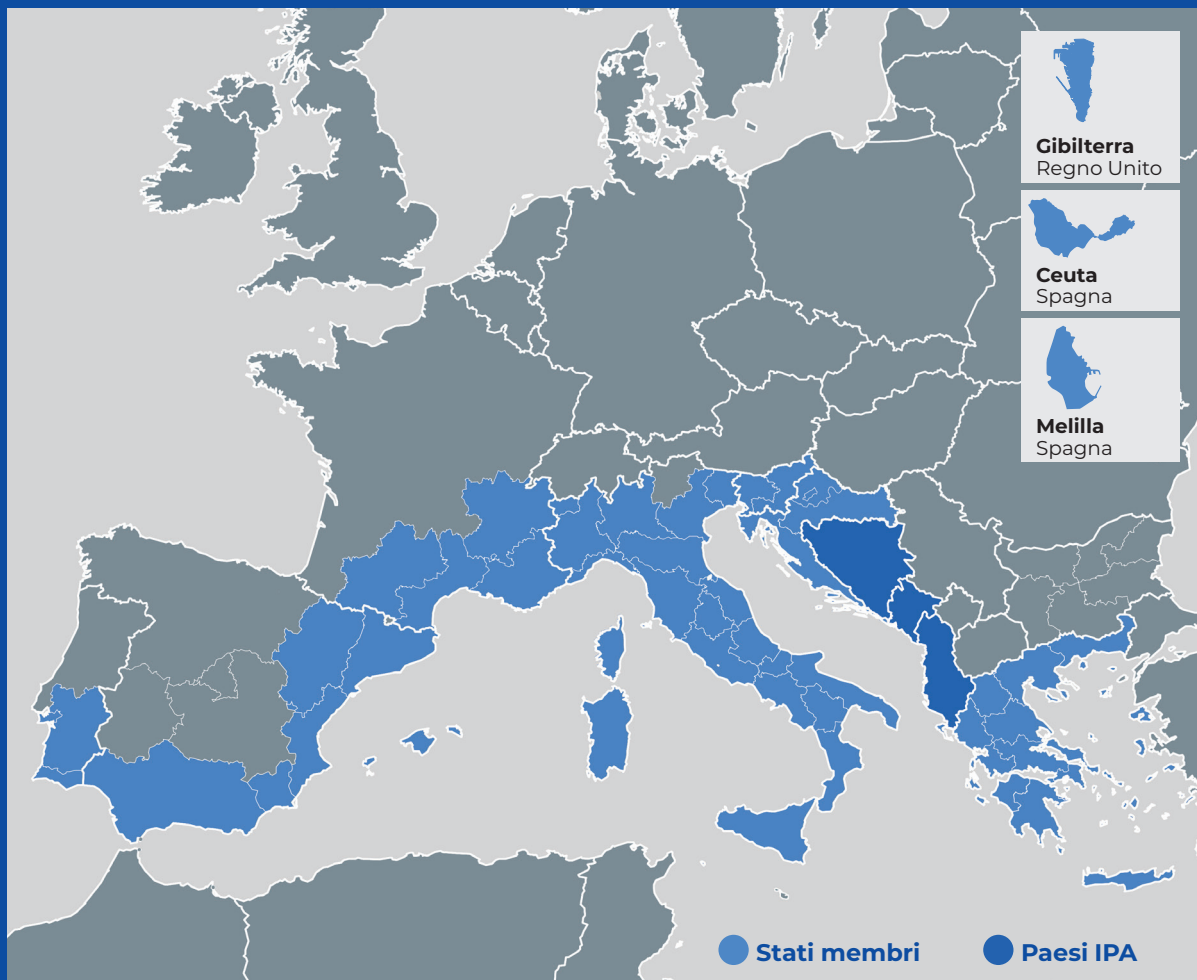 Gibilterra
Regno Unito
Ceuta
Spagna
Melilla
Spagna
Stati membri
Paesi IPA